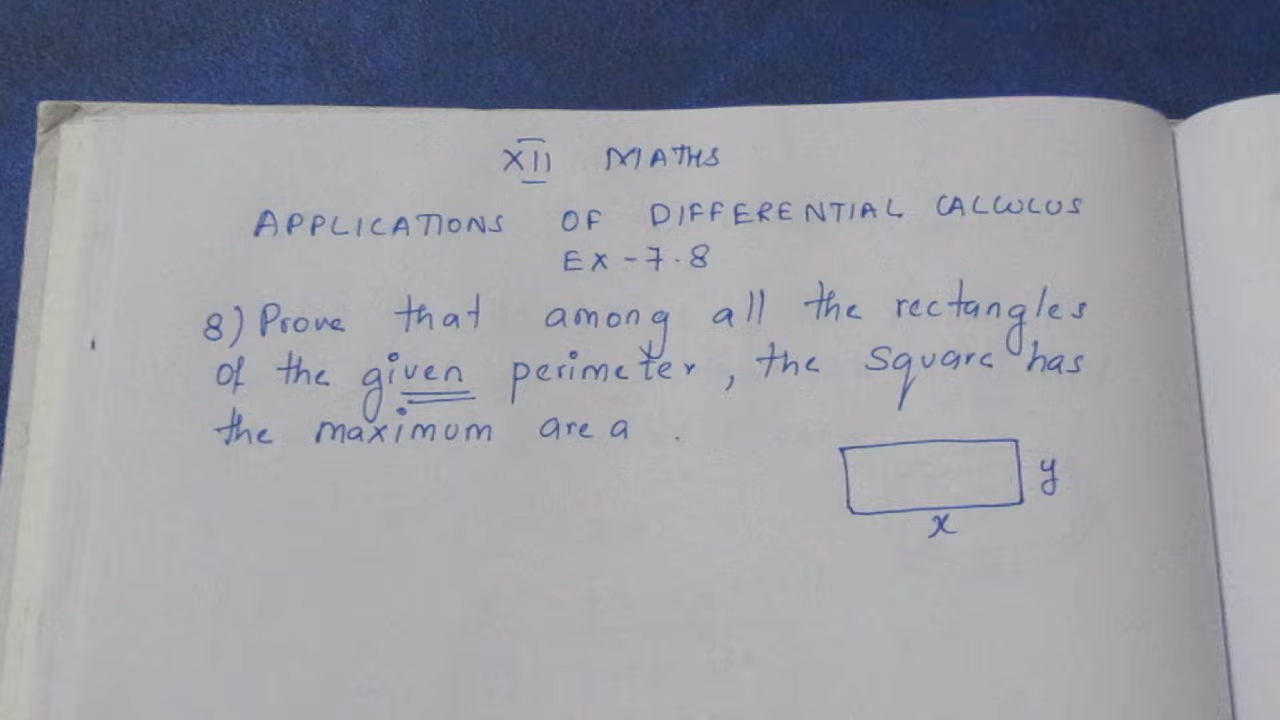 XII MATHS
APPLICATIONS OF DIFFERENTIAL CALCULUS
EX-7.8
8) Prove that among all the rectangles
of the given perimeter, the square has
the maximum area.
y
x